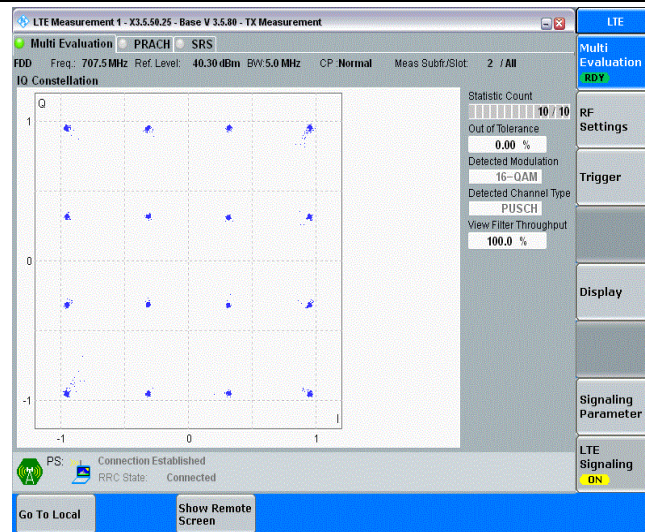 LTE Measurement 1 - X3.5.50.25 - Base V 3.5.80 - TX Measurement
LTE
Multi Evaluation PRACH SRS
Multi
Evaluation
RDY
FDD Freq.: 707.5 MHz Ref. Level: 40.30 dBm BW:5.0 MHz CP :Normal Meas Subfr/Slot: 2 / All
IQ Constellation
Q
1
0
-1
-1 0 1
I
Statistic Count
10 / 10
Out of Tolerance
0.00 %
Detected Modulation
16-QAM
Detected Channel Type
PUSCH
View Filter Throughput
100.0 %
RF
Settings
Trigger
Display
Signaling
Parameter
LTE
Signaling
ON
PS: Connection Established
RRC State: Connected
Go To Local
Show Remote
Screen